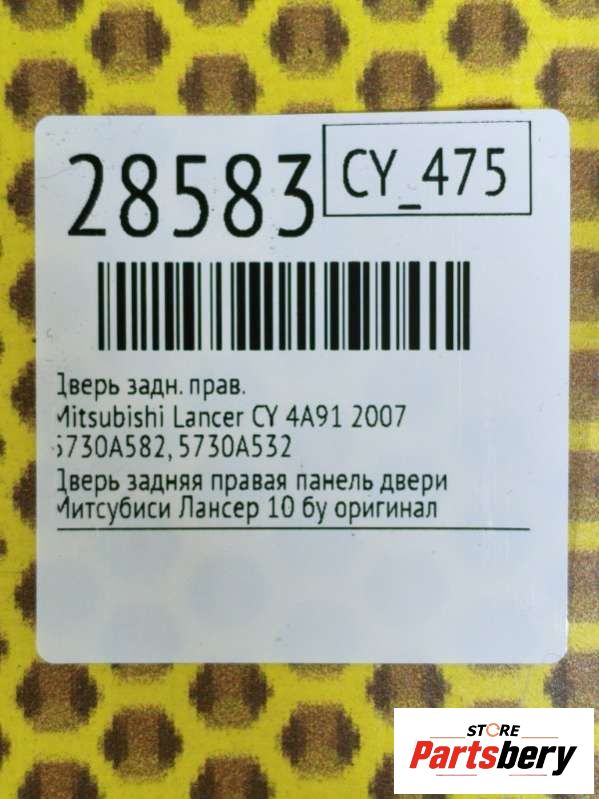 28583
CY_475
Дверь задн. прав.
Mitsubishi Lancer CY 4A91 2007
5730A582, 5730A532
Дверь задняя правая панель двери
Митсубиси Лансер 10 бу оригинал
STORE
Partsbery